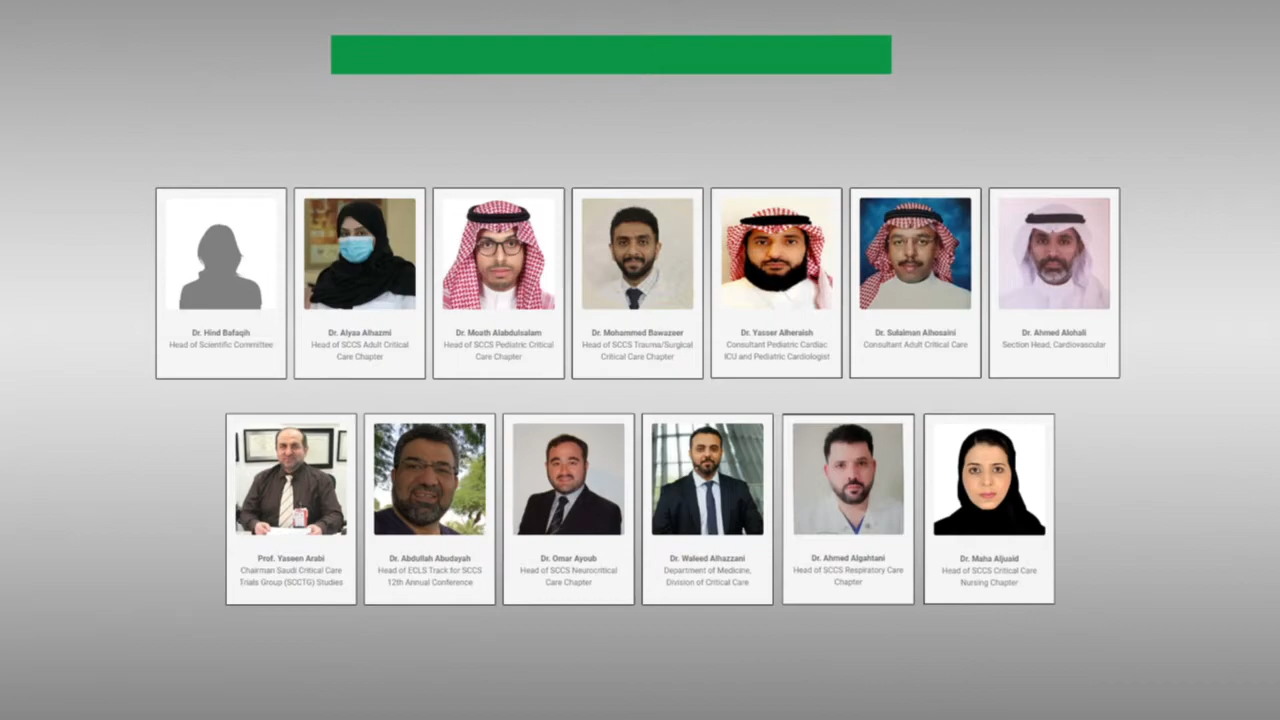 Dr. Hind Bafaqih
Head of Scientific Committee
Dr. Alyaa Alhazmi
Head of SCCS Adult Critical
Care Chapter
Dr. Moath Alabdulsalam
Head of SCCS Pediatric Critical
Care Chapter
Dr. Mohammed Bawazeer
Head of SCCS Trauma/Surgical
Critical Care Chapter
Dr. Yasser Alheraish
Consultant Pediatric Cardiac
ICU and Pediatric Cardiologist
Dr. Sulaiman Alhosaini
Consultant Adult Critical Care
Dr. Ahmed Alohali
Section Head, Cardiovascular
Prof. Yaseen Arabi
Chairman Saudi Critical Care
Trials Group (SCCTG) Studies
Dr. Abdullah Abudayah
Head of ECLS Track for SCCS
12th Annual Conference
Dr. Omar Ayoub
Head of SCCS Neurocritical
Care Chapter
Dr. Waleed Alhazzani
Department of Medicine,
Division of Critical Care
Dr. Ahmed Algahtani
Head of SCCS Respiratory Care
Chapter
Dr. Maha Aljuaid
Head of SCCS Critical Care
Nursing Chapter